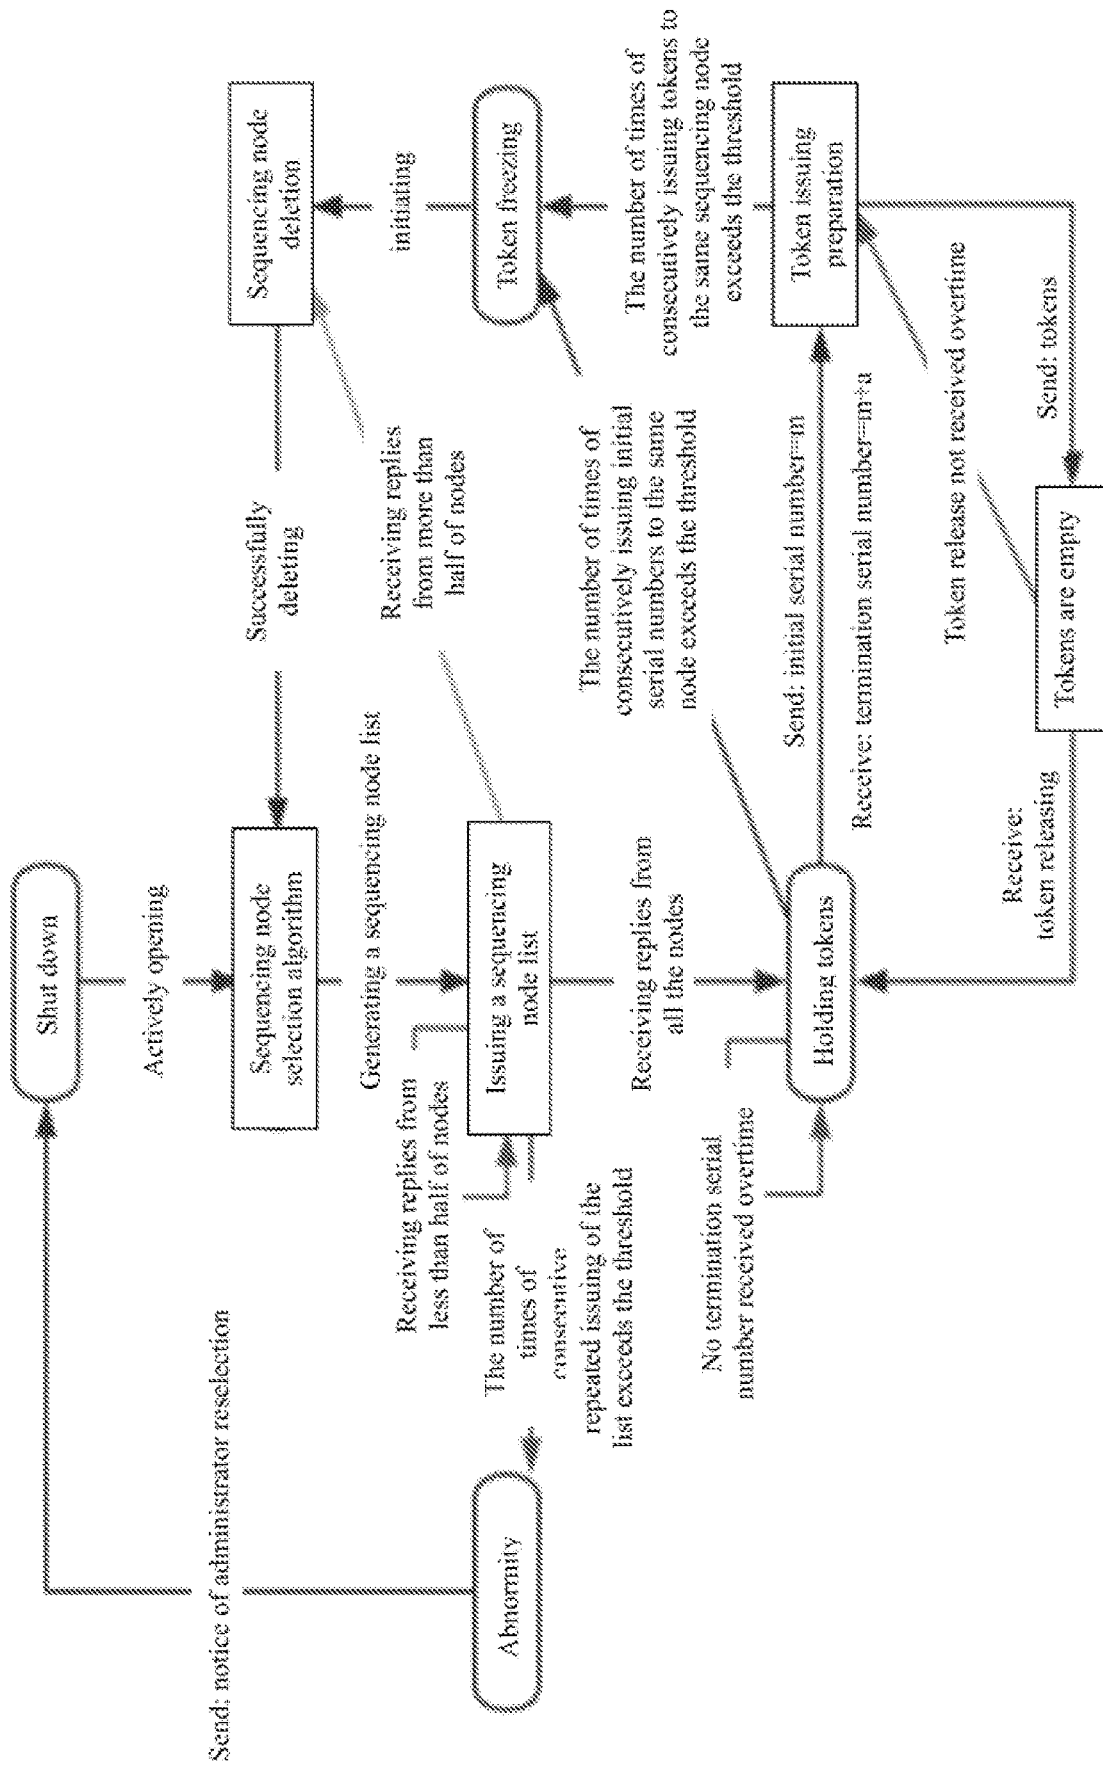 Send: notice of administrator reselection
Shut down
Actively opening
Sequencing node
selection algorithm
Successfully
deleting
Sequencing node
deletion
Generating a sequencing node list
Receiving replies
from more than
half of nodes
initiating
Receiving replies from
less than half of nodes
Abnormity
The number of
times of
consecutive
repeated issuing of the
list exceeds the threshold
Issuing a sequencing
node list
Token freezing
Receiving replies from
all the nodes
The number of times of
consecutively issuing initial
serial numbers to the same
node exceeds the threshold
The number of times of
consecutively issuing tokens to
the same sequencing node
exceeds the threshold
No termination serial
number received overtime
Holding tokens
Send: initial serial number=m
Receive: termination serial number=m+a
Token issuing
preparation
Token release not received overtime
Receive:
token releasing
Tokens are empty
Send: tokens